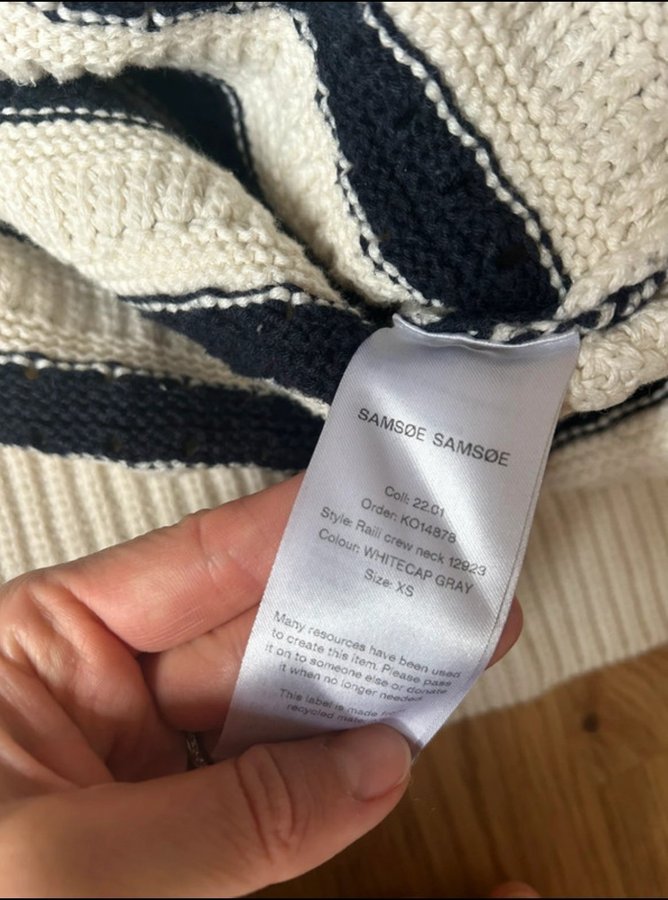 SAMSØE SAMSØE
Coll: 22.01
Order: KO14878
Style: Raili crew neck 12923
Colour: WHITECAP GRAY
Size: XS
Many resources have been used
to create this item. Please pass
it on to someone else or donate
it when no longer needed.
This label is made
recycled